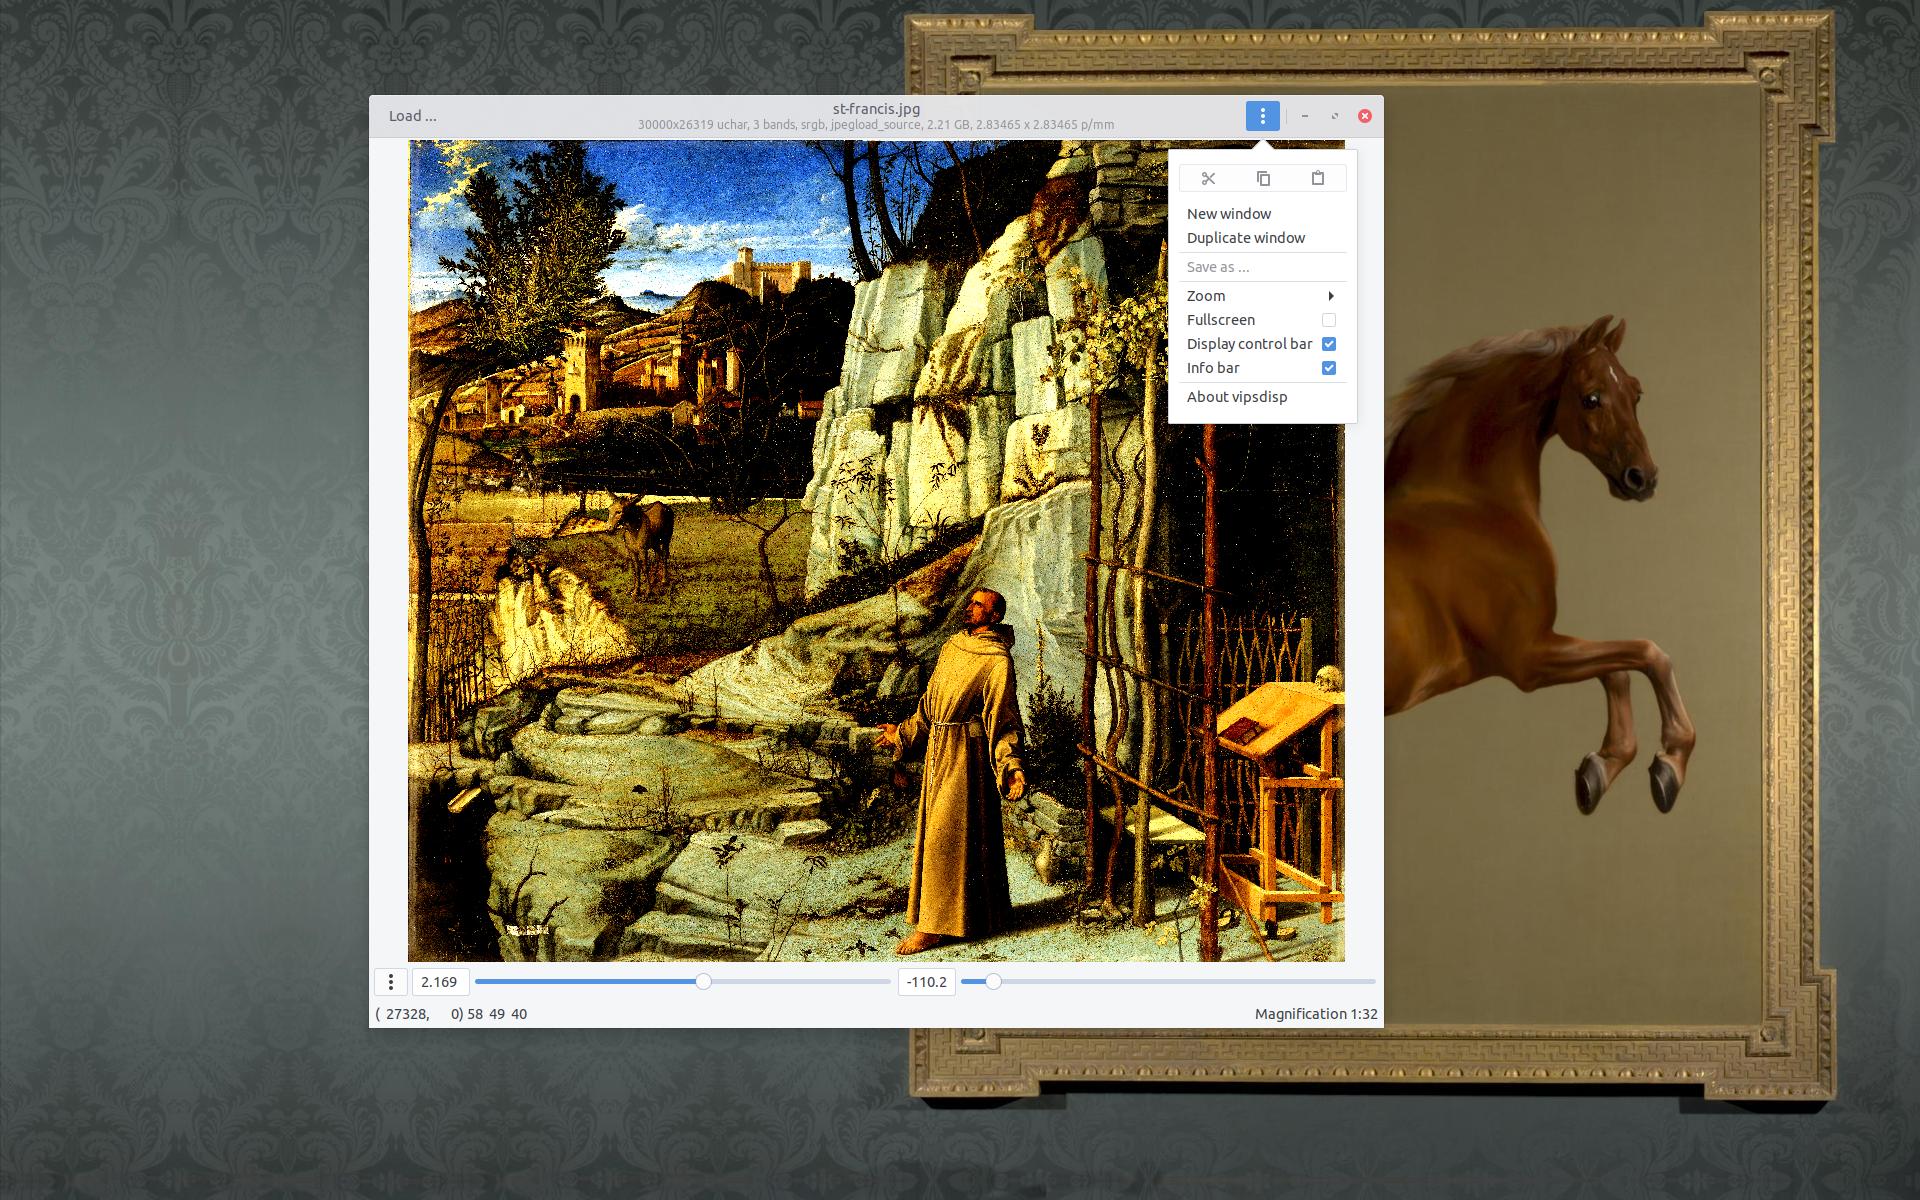 Load ...
st-francis.jpg
30000x26319 uchar, 3 bands, srgb, jpegload_source, 2.21 GB, 2.83465 x 2.83465 p/mm
New window
Duplicate window
Save as ...
Zoom
Fullscreen
Display control bar
Info bar
About vipsdisp
2.169
-110.2
( 27328, 0) 58 49 40
Magnification 1:32